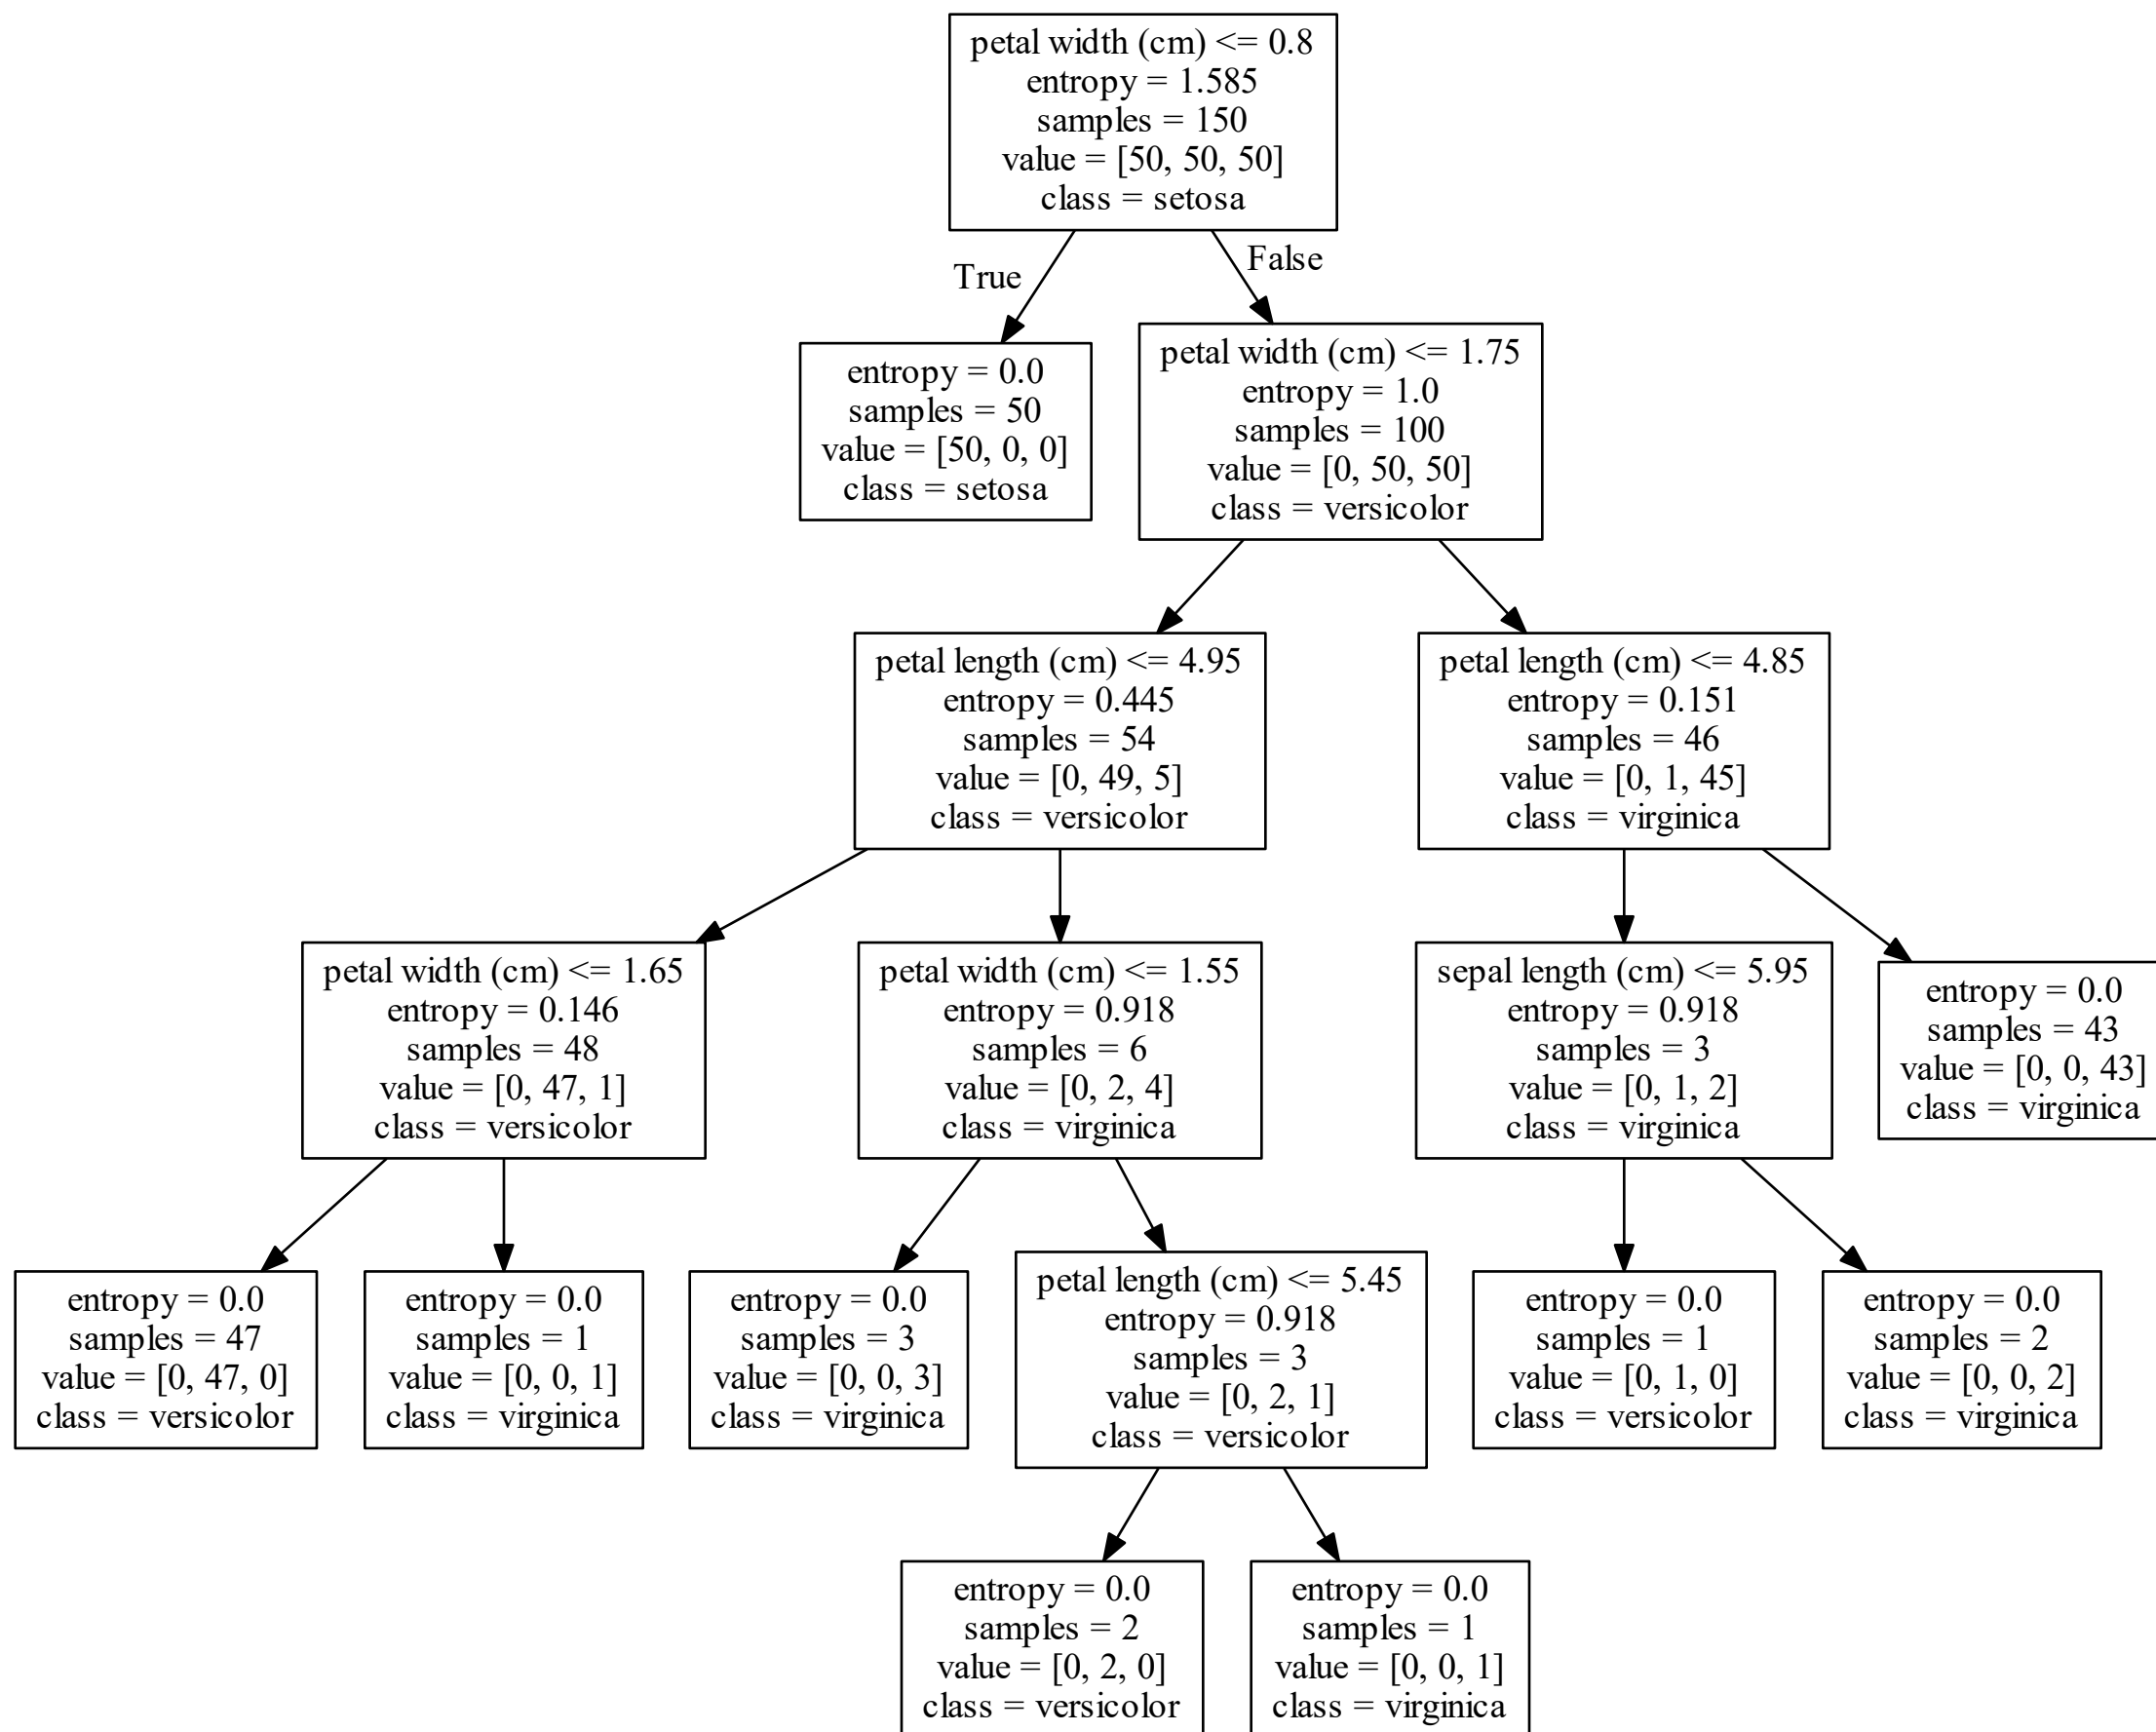 petal width (cm) <= 0.8
entropy = 1.585
samples = 150
value = [50, 50, 50]
class = setosa
True
False
entropy = 0.0
samples = 50
value = [50, 0, 0]
class = setosa
petal width (cm) <= 1.75
entropy = 1.0
samples = 100
value = [0, 50, 50]
class = versicolor
petal length (cm) <= 4.95
entropy = 0.445
samples = 54
value = [0, 49, 5]
class = versicolor
petal length (cm) <= 4.85
entropy = 0.151
samples = 46
value = [0, 1, 45]
class = virginica
petal width (cm) <= 1.65
entropy = 0.146
samples = 48
value = [0, 47, 1]
class = versicolor
petal width (cm) <= 1.55
entropy = 0.918
samples = 6
value = [0, 2, 4]
class = virginica
sepal length (cm) <= 5.95
entropy = 0.918
samples = 3
value = [0, 1, 2]
class = virginica
entropy = 0.0
samples = 43
value = [0, 0, 43]
class = virginica
entropy = 0.0
samples = 47
value = [0, 47, 0]
class = versicolor
entropy = 0.0
samples = 1
value = [0, 0, 1]
class = virginica
entropy = 0.0
samples = 3
value = [0, 0, 3]
class = virginica
petal length (cm) <= 5.45
entropy = 0.918
samples = 3
value = [0, 2, 1]
class = versicolor
entropy = 0.0
samples = 1
value = [0, 1, 0]
class = versicolor
entropy = 0.0
samples = 2
value = [0, 0, 2]
class = virginica
entropy = 0.0
samples = 2
value = [0, 2, 0]
class = versicolor
entropy = 0.0
samples = 1
value = [0, 0, 1]
class = virginica